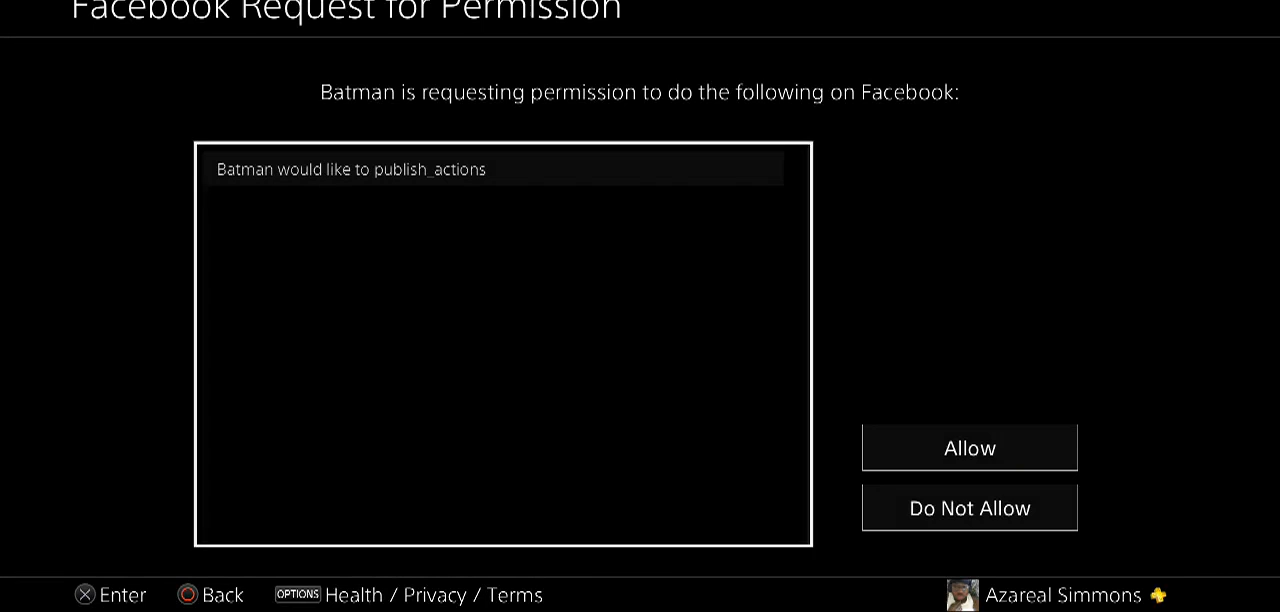 Facebook Request for Permission
Batman is requesting permission to do the following on Facebook:
Batman would like to publish_actions
Allow
Do Not Allow
Enter
Back
OPTIONS Health / Privacy / Terms
Azareal Simmons